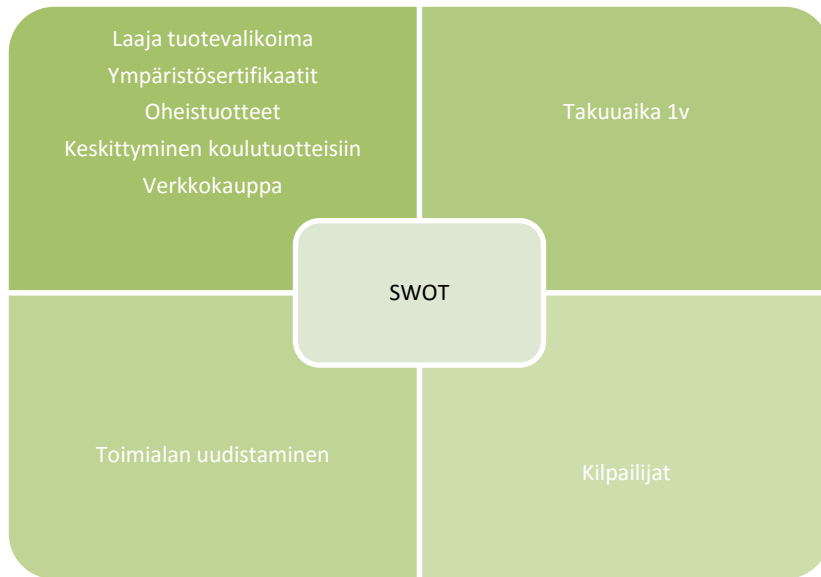 Laaja tuotevalikoima
Ympäristösertifikaatit
Oheistuotteet
Keskittyminen koulutuotteisiin
Verkkokauppa
Takuuaika 1v
SWOT
Toimialan uudistaminen
Kilpailijat